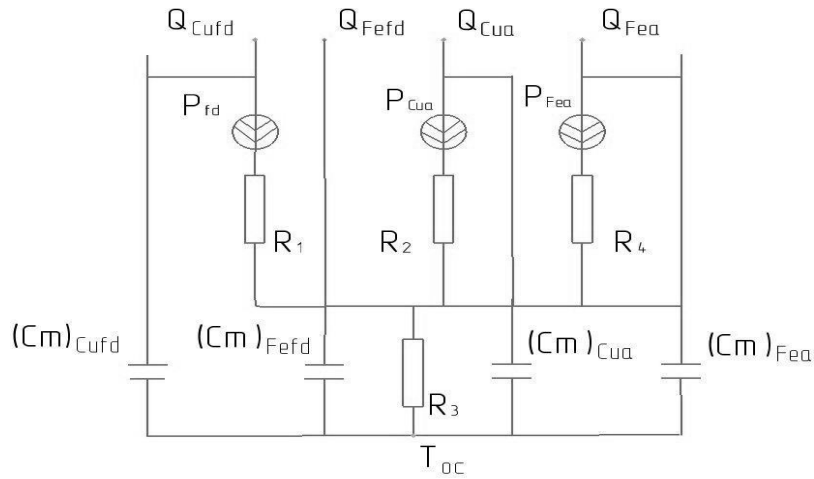 Q Cufd Q Fefd Q Cua Q Fea
P fd P Cua P Fea
R 1 R 2 R 4
(Cm) Cufd (Cm) Fefd (Cm) Cua (Cm) Fea
R 3
T OC